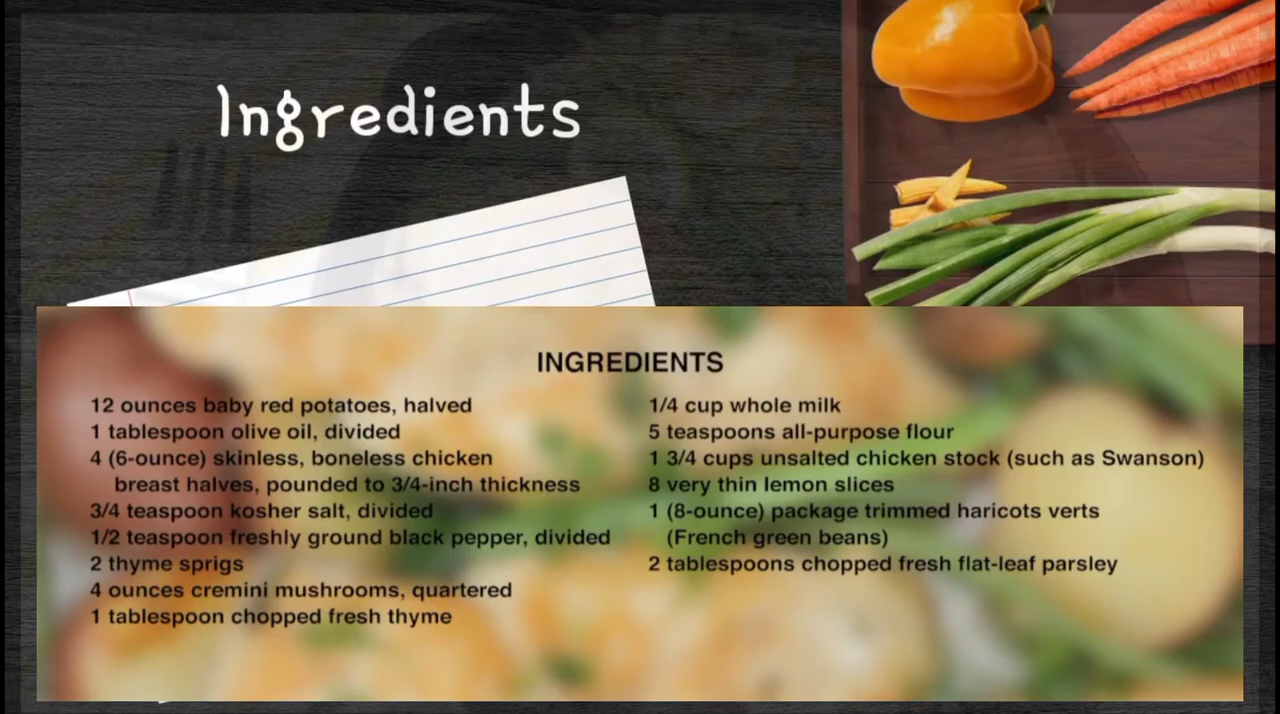 Ingredients
INGREDIENTS
12 ounces baby red potatoes, halved
1 tablespoon olive oil, divided
4 (6-ounce) skinless, boneless chicken
breast halves, pounded to 3/4-inch thickness
3/4 teaspoon kosher salt, divided
1/2 teaspoon freshly ground black pepper, divided
2 thyme sprigs
4 ounces cremini mushrooms, quartered
1 tablespoon chopped fresh thyme
1/4 cup whole milk
5 teaspoons all-purpose flour
1 3/4 cups unsalted chicken stock (such as Swanson)
8 very thin lemon slices
1 (8-ounce) package trimmed haricots verts
(French green beans)
2 tablespoons chopped fresh flat-leaf parsley